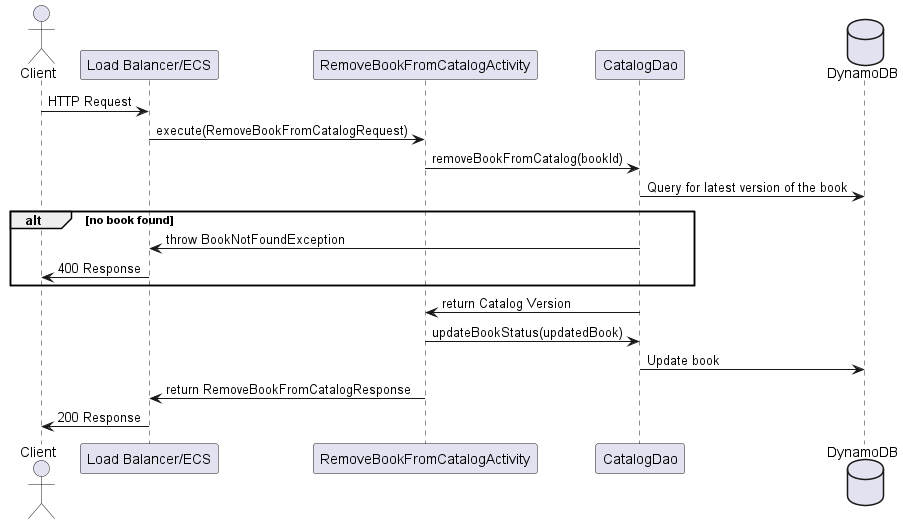 Client
Load Balancer/ECS
RemoveBookFromCatalogActivity
CatalogDao
DynamoDB
HTTP Request
execute(RemoveBookFromCatalogRequest)
removeBookFromCatalog(bookId)
Query for latest version of the book
alt
[no book found]
throw BookNotFoundException
400 Response
return Catalog Version
updateBookStatus(updatedBook)
Update book
return RemoveBookFromCatalogResponse
200 Response
Client
Load Balancer/ECS
RemoveBookFromCatalogActivity
CatalogDao
DynamoDB